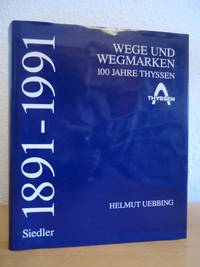 1891-1991
WEGE UND
WEGMARKEN
100 JAHRE THYSSEN
THYSSEN
HELMUT UEBBING
Siedler